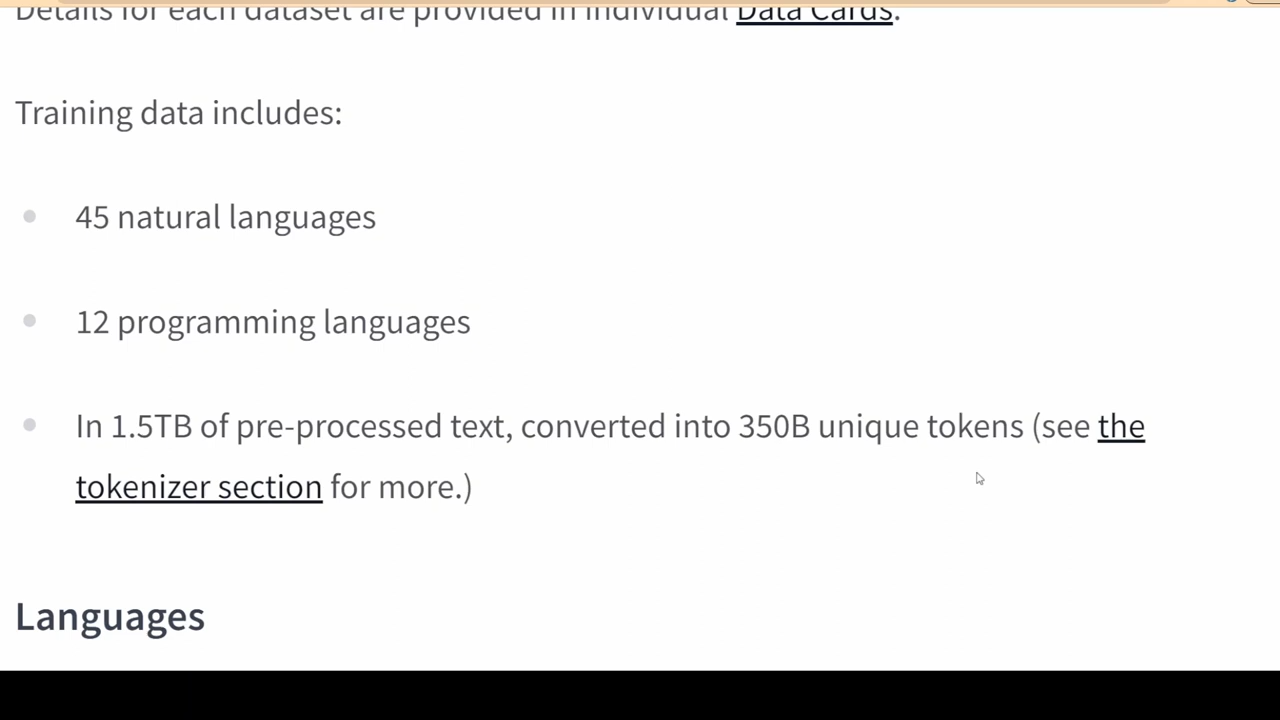 Details for each dataset are provided in individual Data Cards.
Training data includes:
45 natural languages
12 programming languages
In 1.5TB of pre-processed text, converted into 350B unique tokens (see the
tokenizer section for more.)
Languages